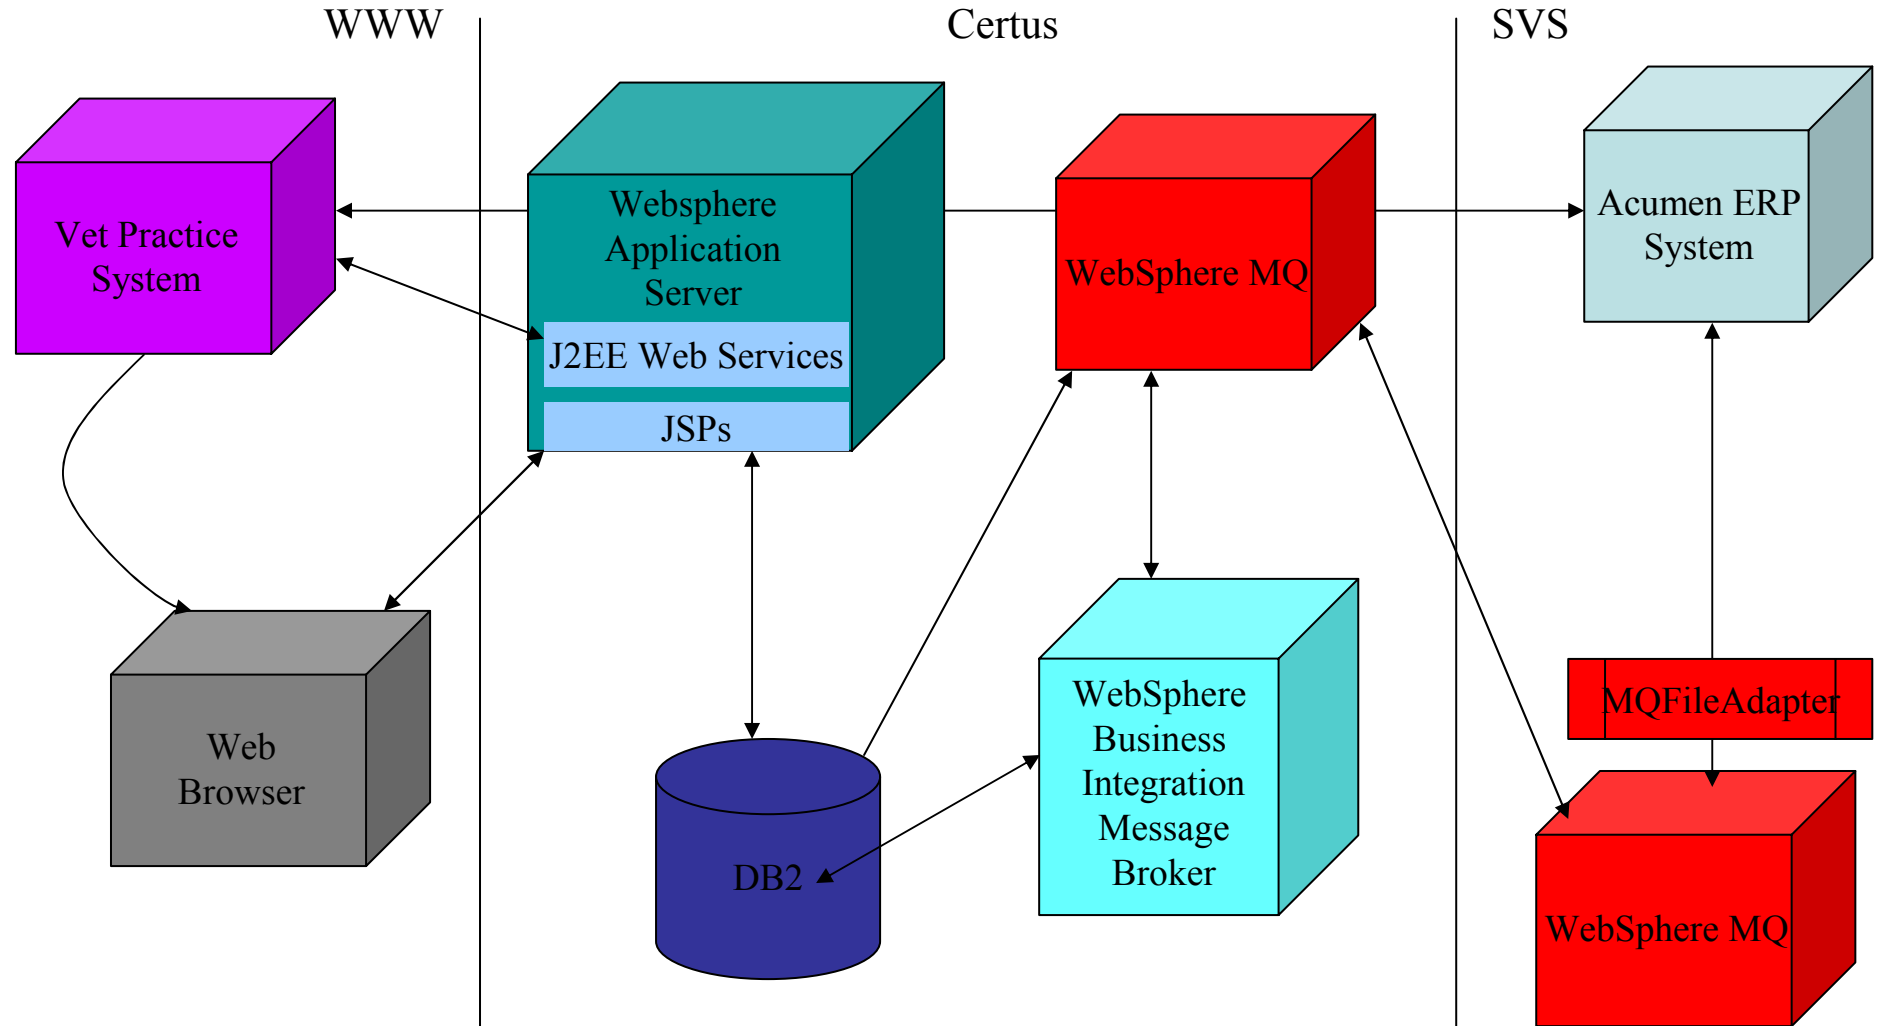 WWW
Certus
SVS
Vet Practice
System
Websphere
Application
Server
J2EE Web Services
JSPs
WebSphere MQ
Acumen ERP
System
Web
Browser
DB2
WebSphere
Business
Integration
Message
Broker
MQFileAdapter
WebSphere MQ